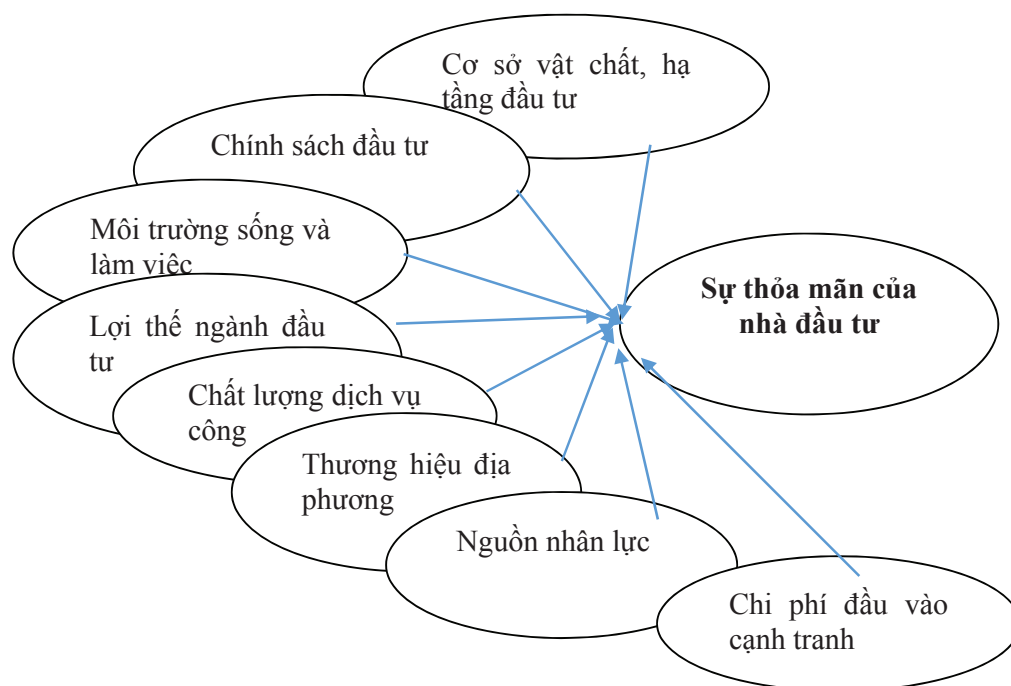 Cơ sở vật chất, hạ
tầng đầu tư
Chính sách đầu tư
Môi trường sống và
làm việc
Lợi thế ngành đầu
tư
Chất lượng dịch vụ
công
Thương hiệu địa
phương
Nguồn nhân lực
Chi phí đầu vào
cạnh tranh
Sự thỏa mãn của
nhà đầu tư